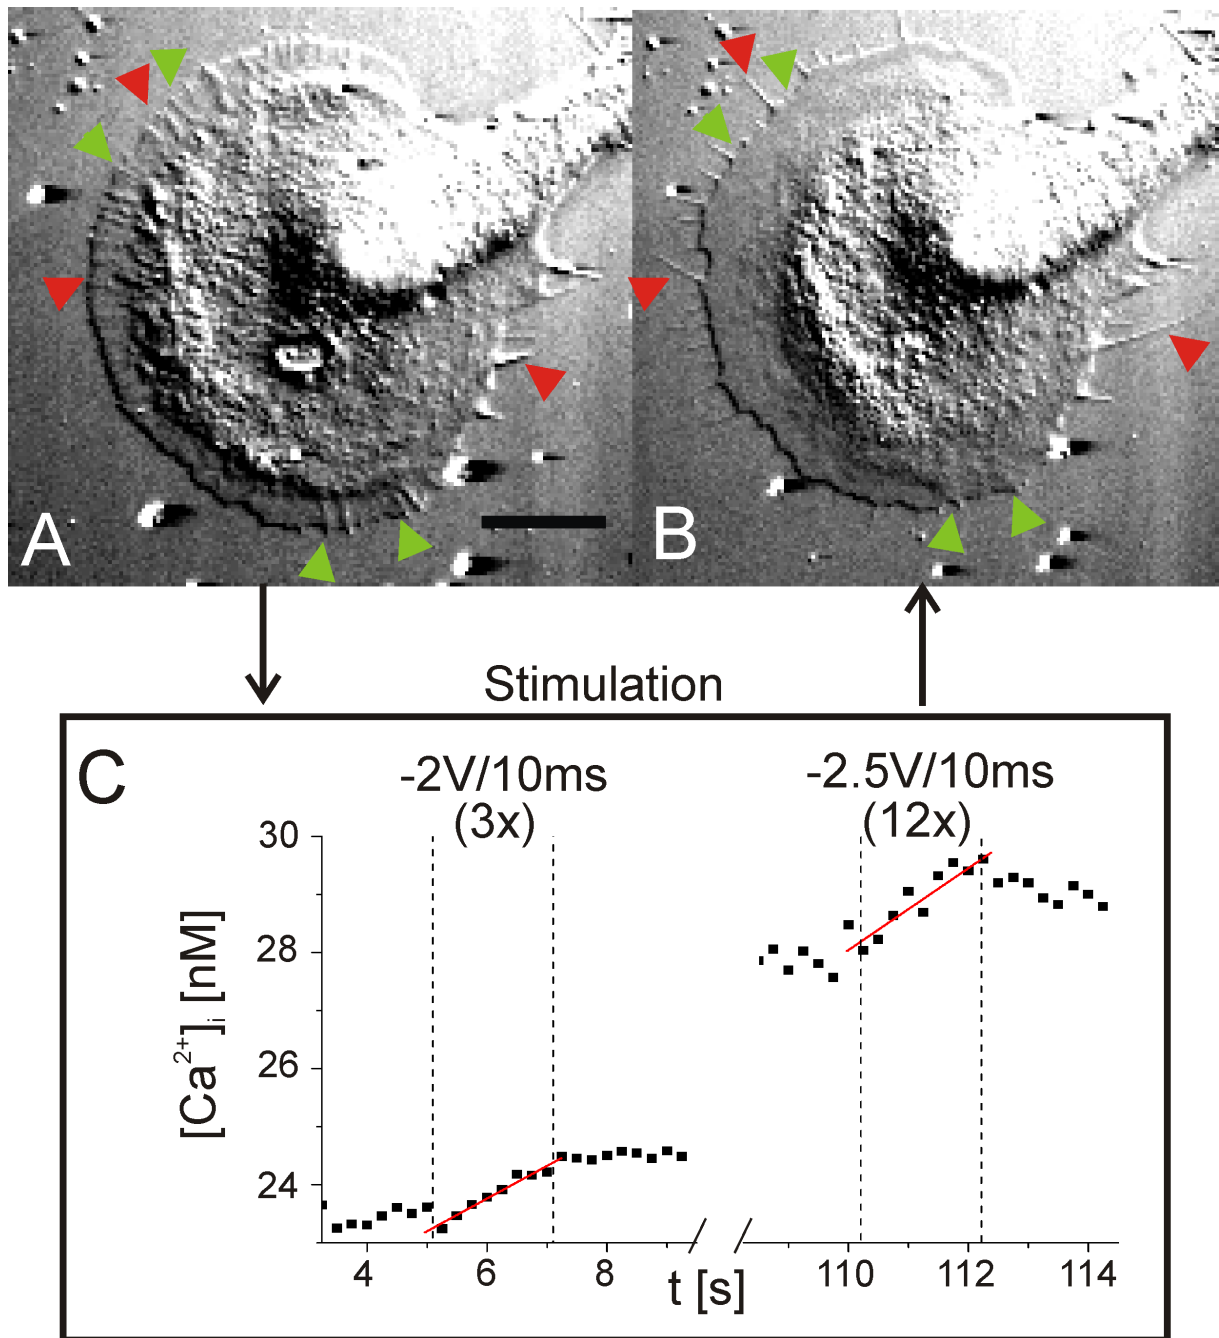 A
B
Stimulation
C
-2V/10ms
(3x)
-2.5V/10ms
(12x)
30
28
26
24
[Ca²⁺]ᵢ [nM]
4
6
8
110
112
114
t [s]